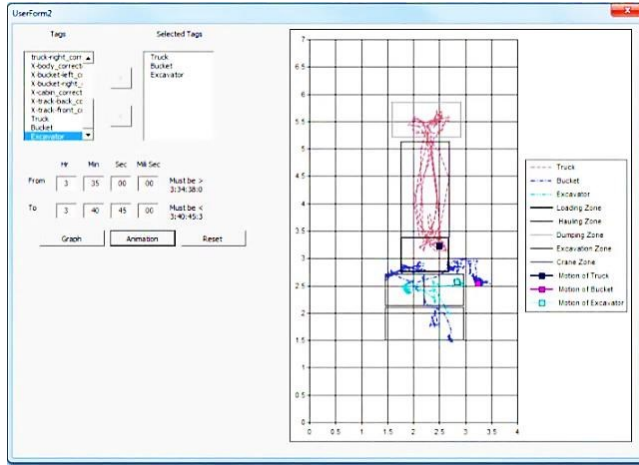 UserForm2
x
Tags
Selected Tags
truck-right_corr
X-body_correct
X-bucket-left_c
X-bucket-right_
X-cabin_correct
X-track-back_cc
X-track-front_c
Truck
Bucket
Excavator
Truck
Bucket
Excavator
Hr Min Sec Mili Sec
From 3 35 00 00 Must be >
3:34:38:0
To 3 40 45 00 Must be <
3:40:45:3
Graph Animation Reset
7
6.5
6
5.5
5
4.5
4
3.5
3
2.5
2
1.5
1
0.5
0
0 0.5 1 1.5 2 2.5 3 3.5 4
Truck
Bucket
Excavator
Loading Zone
Hauling Zone
Dumping Zone
Excavation Zone
Crane Zone
Motion of Truck
Motion of Bucket
Motion of Excavator